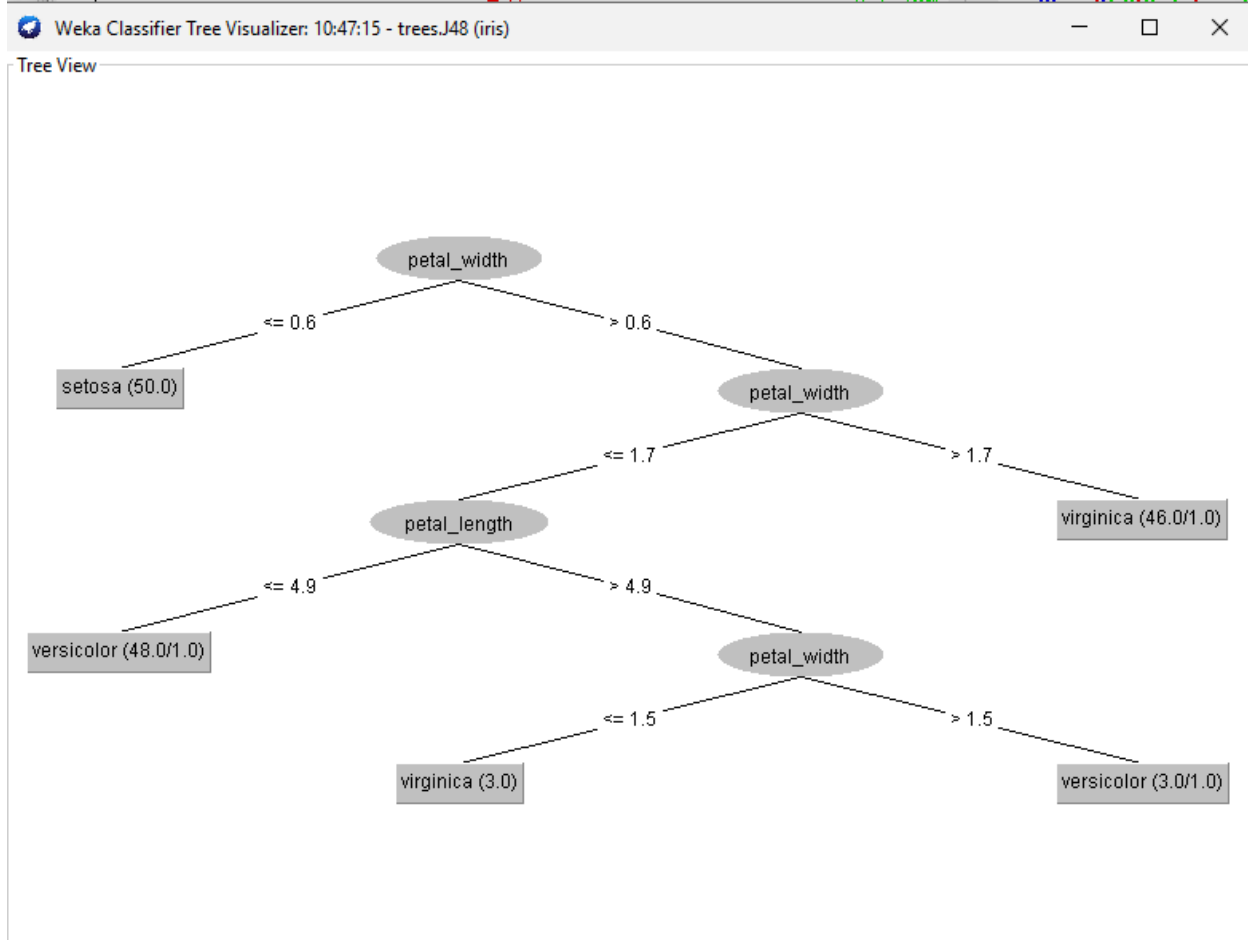 Weka Classifier Tree Visualizer: 10:47:15 - trees.J48 (iris)
Tree View
petal_width
<= 0.6
> 0.6
setosa (50.0)
petal_width
<= 1.7
> 1.7
petal_length
virginica (46.0/1.0)
<= 4.9
> 4.9
versicolor (48.0/1.0)
petal_width
<= 1.5
> 1.5
virginica (3.0)
versicolor (3.0/1.0)